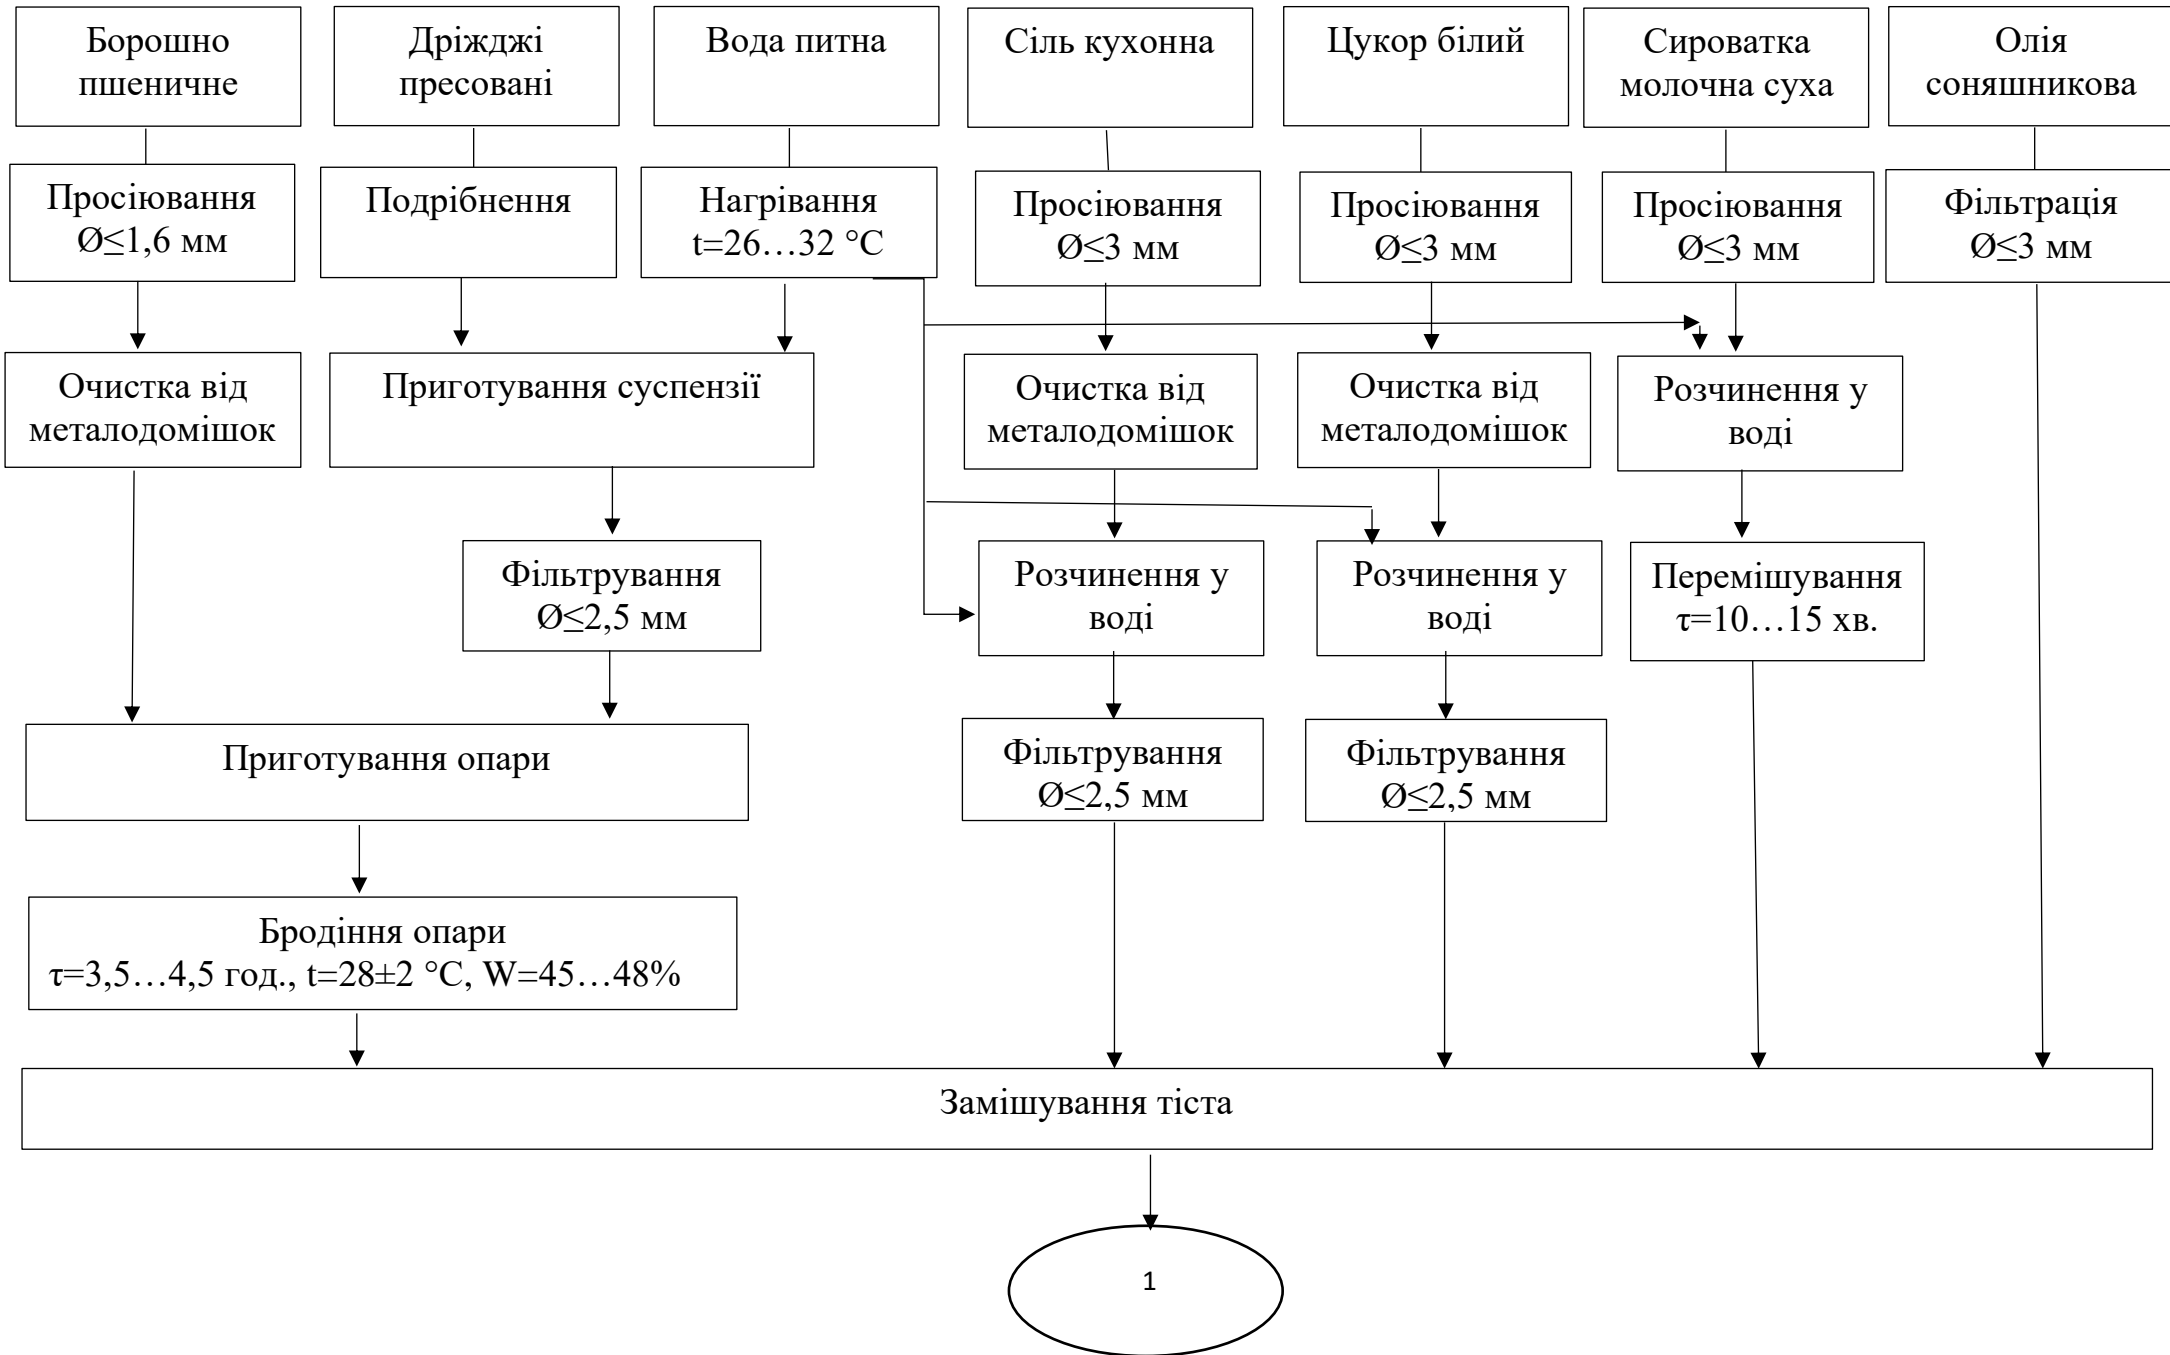 Борошно
пшеничне
Дріжджі
пресовані
Вода питна
Сіль кухонна
Цукор білий
Сироватка
молочна суха
Олія
соняшникова
Просіювання
Ø≤1,6 мм
Подрібнення
Нагрівання
t=26…32 °C
Просіювання
Ø≤3 мм
Просіювання
Ø≤3 мм
Просіювання
Ø≤3 мм
Фільтрація
Ø≤3 мм
Очистка від
металодомішок
Приготування суспензії
Очистка від
металодомішок
Очистка від
металодомішок
Розчинення у
воді
Фільтрування
Ø≤2,5 мм
Розчинення у
воді
Розчинення у
воді
Перемішування
τ=10…15 хв.
Приготування опари
Фільтрування
Ø≤2,5 мм
Фільтрування
Ø≤2,5 мм
Бродіння опари
τ=3,5…4,5 год., t=28±2 °C, W=45…48%
Замішування тіста
1